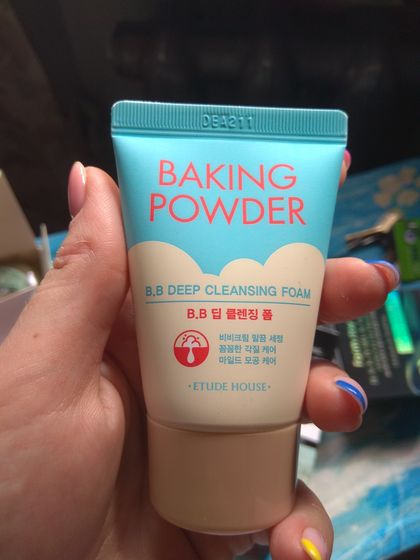 DEA211
BAKING
POWDER
B.B DEEP CLEANSING FOAM
B.B 딥 클렌징 폼
비비크림 말끔 세정
꼼꼼한 각질 케어
마일드 모공 케어
·ETUDE HOUSE·